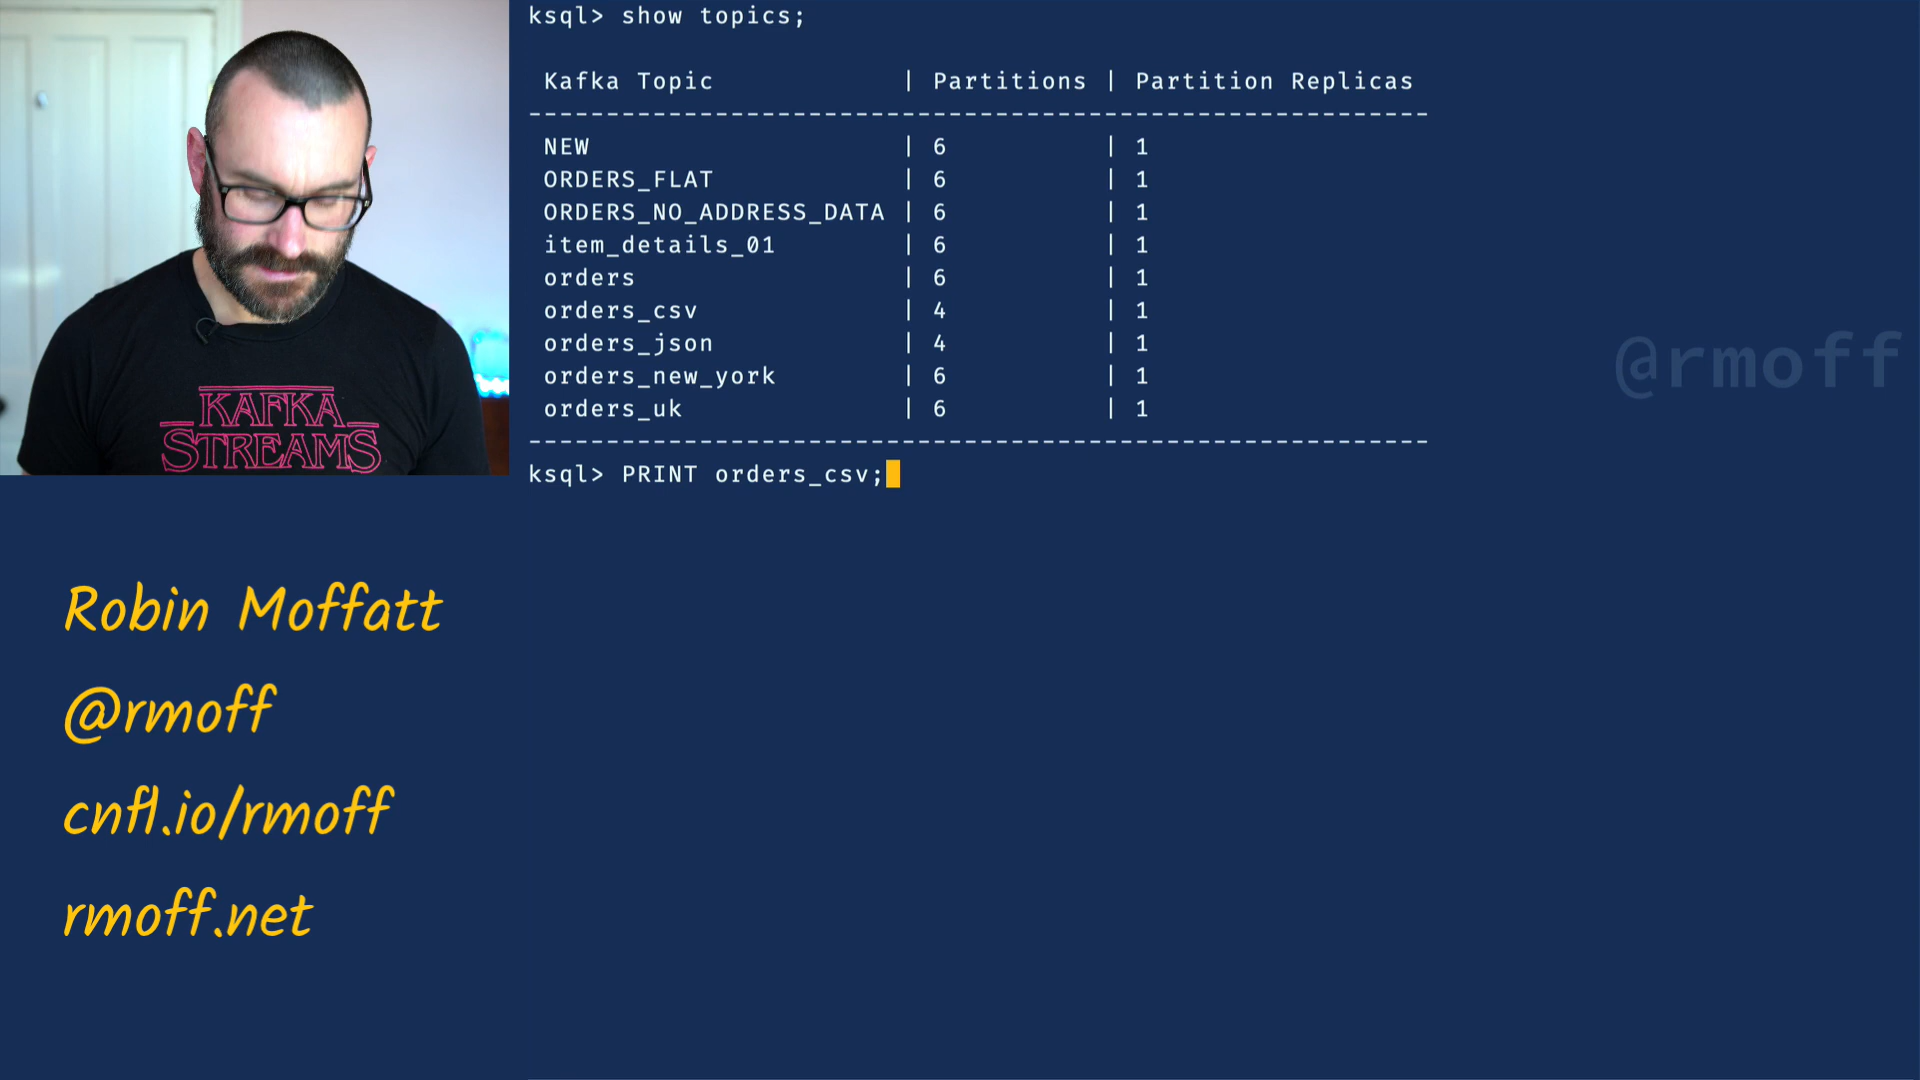 ksql> show topics;
Kafka Topic | Partitions | Partition Replicas
----------------------------------------------------------
NEW | 6 | 1
ORDERS_FLAT | 6 | 1
ORDERS_NO_ADDRESS_DATA | 6 | 1
item_details_01 | 6 | 1
orders | 6 | 1
orders_csv | 4 | 1
orders_json | 4 | 1
orders_new_york | 6 | 1
orders_uk | 6 | 1
----------------------------------------------------------
ksql> PRINT orders_csv;
@rmoff
KAFKA
STREAMS
Robin Moffatt
@rmoff
cnfl.io/rmoff
rmoff.net